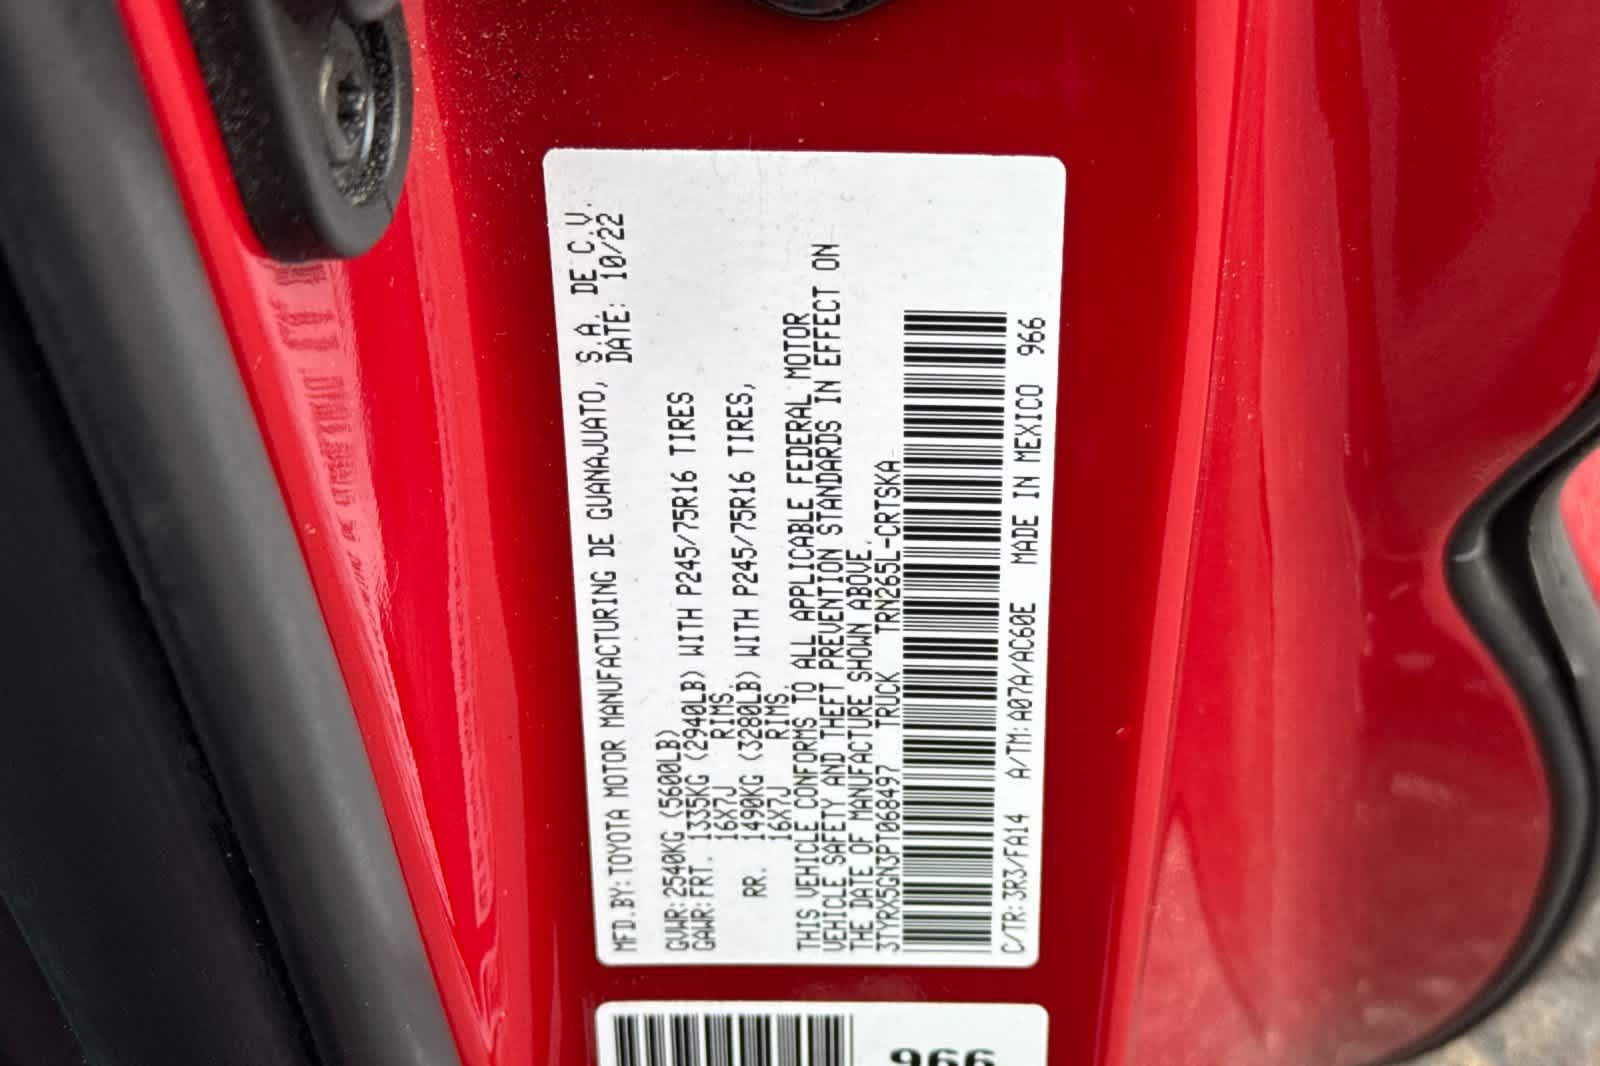 MFD.BY:TOYOTA MOTOR MANUFACTURING DE GUANAJUATO, S.A. DE C.V.
DATE: 10/22
GVWR:2540KG (5600LB)
GAWR:FRT. 1335KG (2940LB) WITH P245/75R16 TIRES
16X7J RIMS.
RR. 1490KG (3280LB) WITH P245/75R16 TIRES,
16X7J RIMS.
THIS VEHICLE CONFORMS TO ALL APPLICABLE FEDERAL MOTOR
VEHICLE SAFETY AND THEFT PREVENTION STANDARDS IN EFFECT ON
THE DATE OF MANUFACTURE SHOWN ABOVE.
3TYRX5GN3PT068497 TRUCK TRN265L-CRTSKA
C/TR:3R3/FA14 A/TM:A07A/AC60E MADE IN MEXICO 966
966